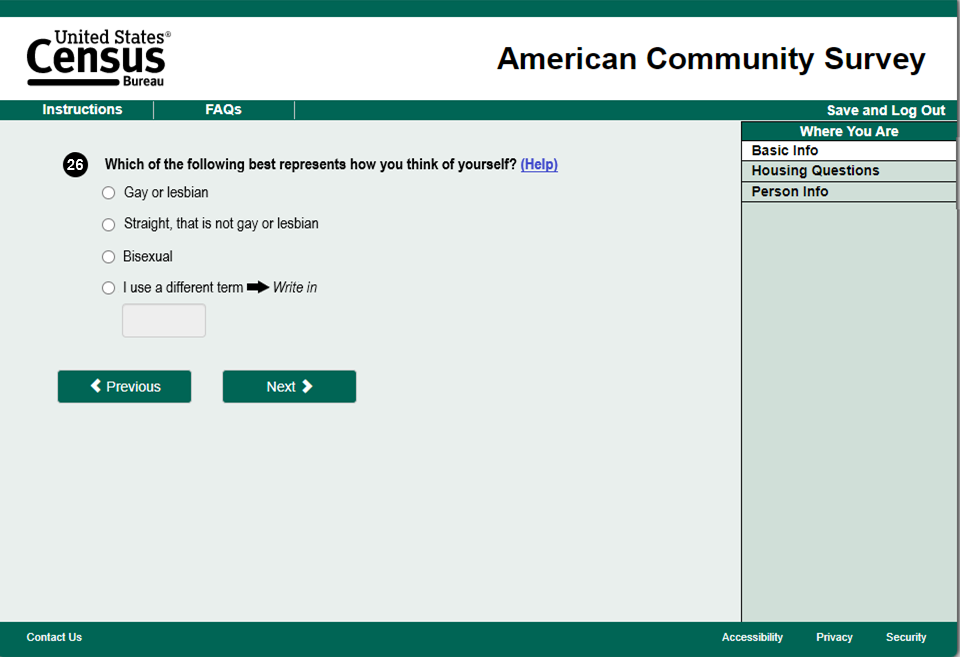 United States®
Census
Bureau
American Community Survey
Instructions FAQs Save and Log Out
Where You Are
Basic Info
Housing Questions
Person Info
26 Which of the following best represents how you think of yourself? (Help)
Gay or lesbian
Straight, that is not gay or lesbian
Bisexual
I use a different term Write in
Previous Next
Contact Us Accessibility Privacy Security